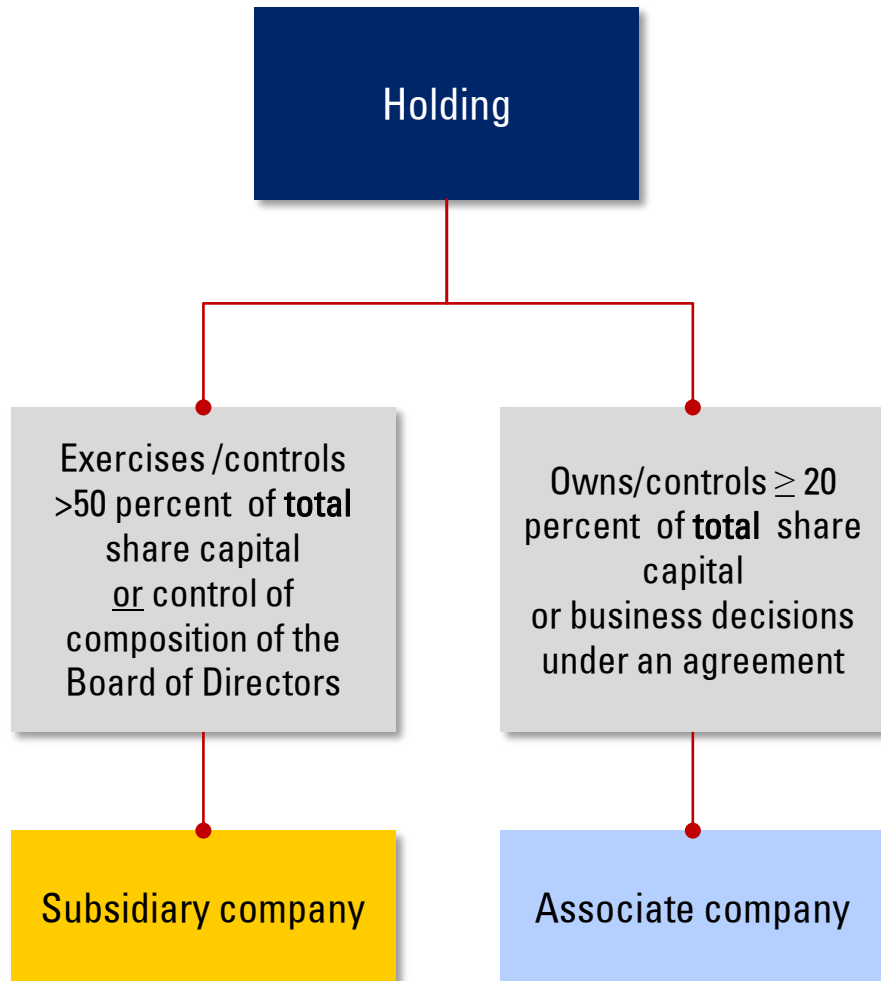 Holding
Exercises /controls
>50 percent of total
share capital
or control of
composition of the
Board of Directors
Owns/controls ≥ 20
percent of total share
capital
or business decisions
under an agreement
Subsidiary company
Associate company